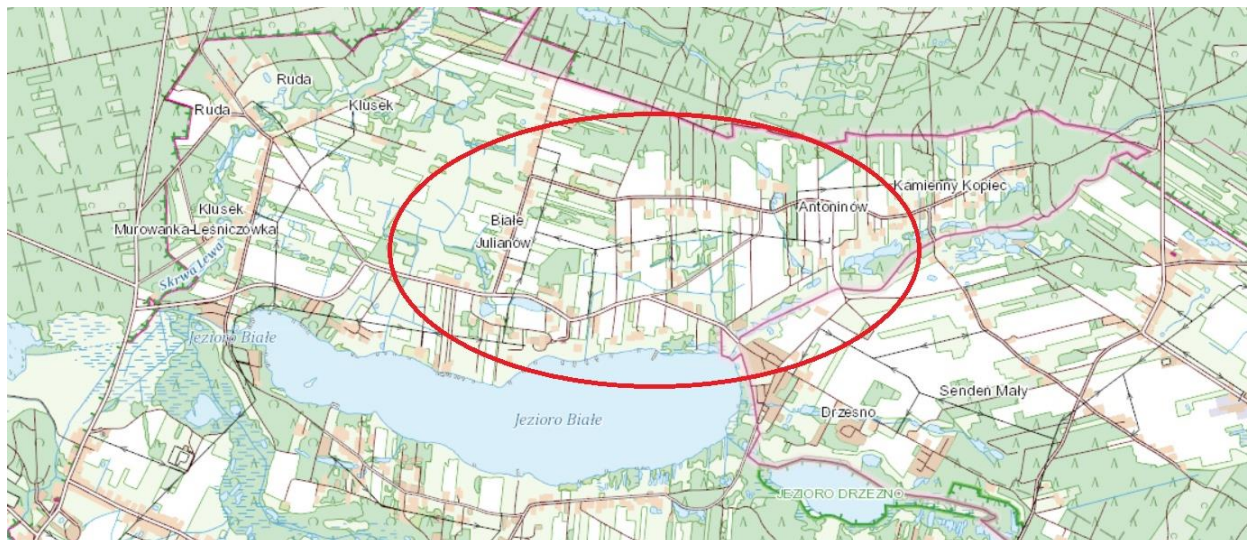 Ruda
Ruda
Klusek
Kamienny Kopiec
Antoninów
Klusek
Murowanka-Leśniczówka
Białe
Julianów
Skrwa Lewa
Jezioro Białe
Jezioro Białe
Sendeń Mały
Drzesno
JEZIORO DRZEZNO